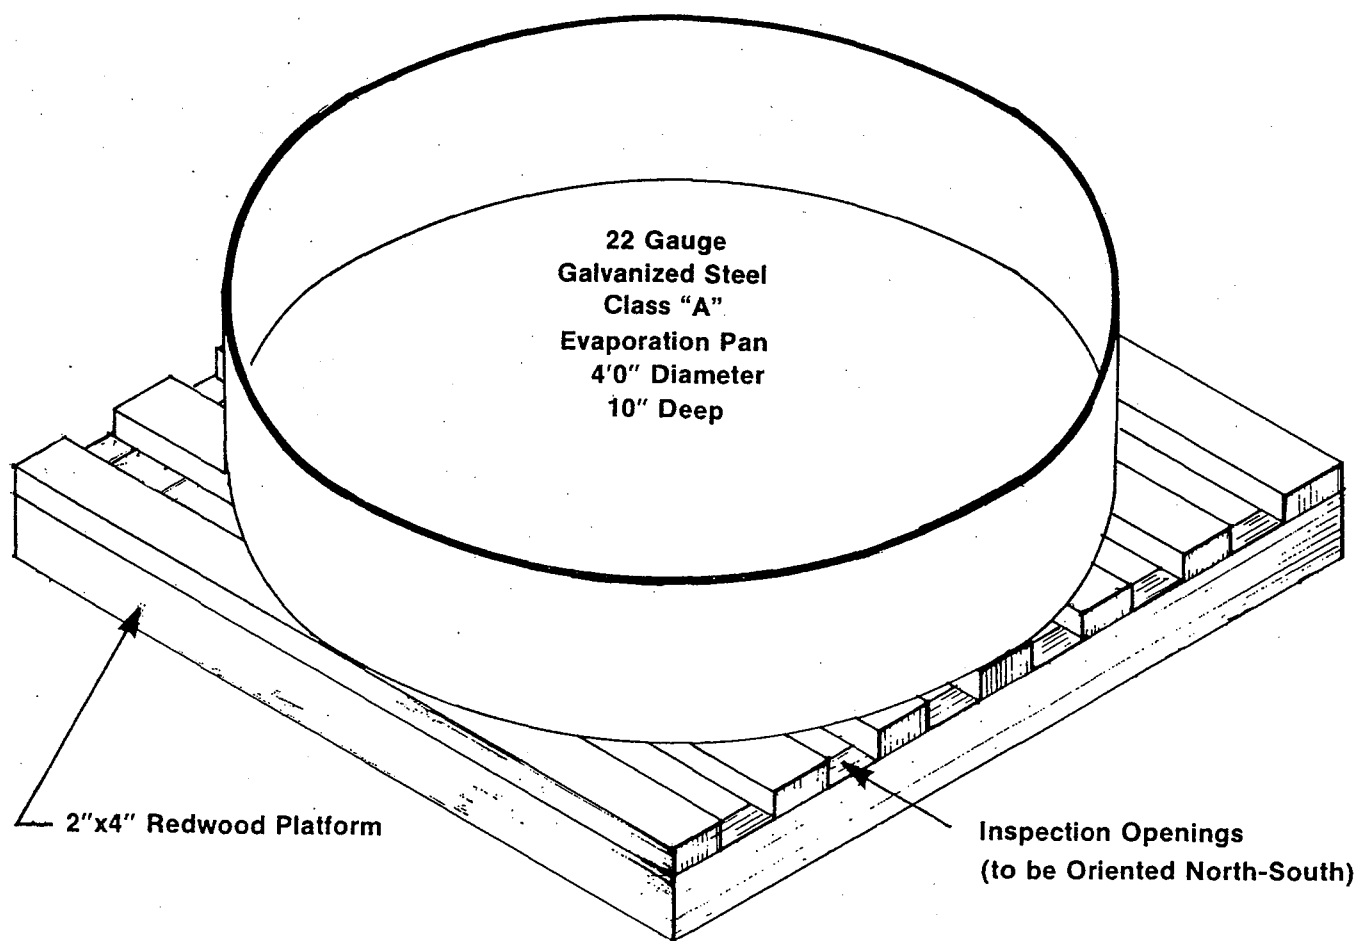 22 Gauge
Galvanized Steel
Class “A”
Evaporation Pan
4'0" Diameter
10" Deep
2"x4" Redwood Platform
Inspection Openings
(to be Oriented North-South)